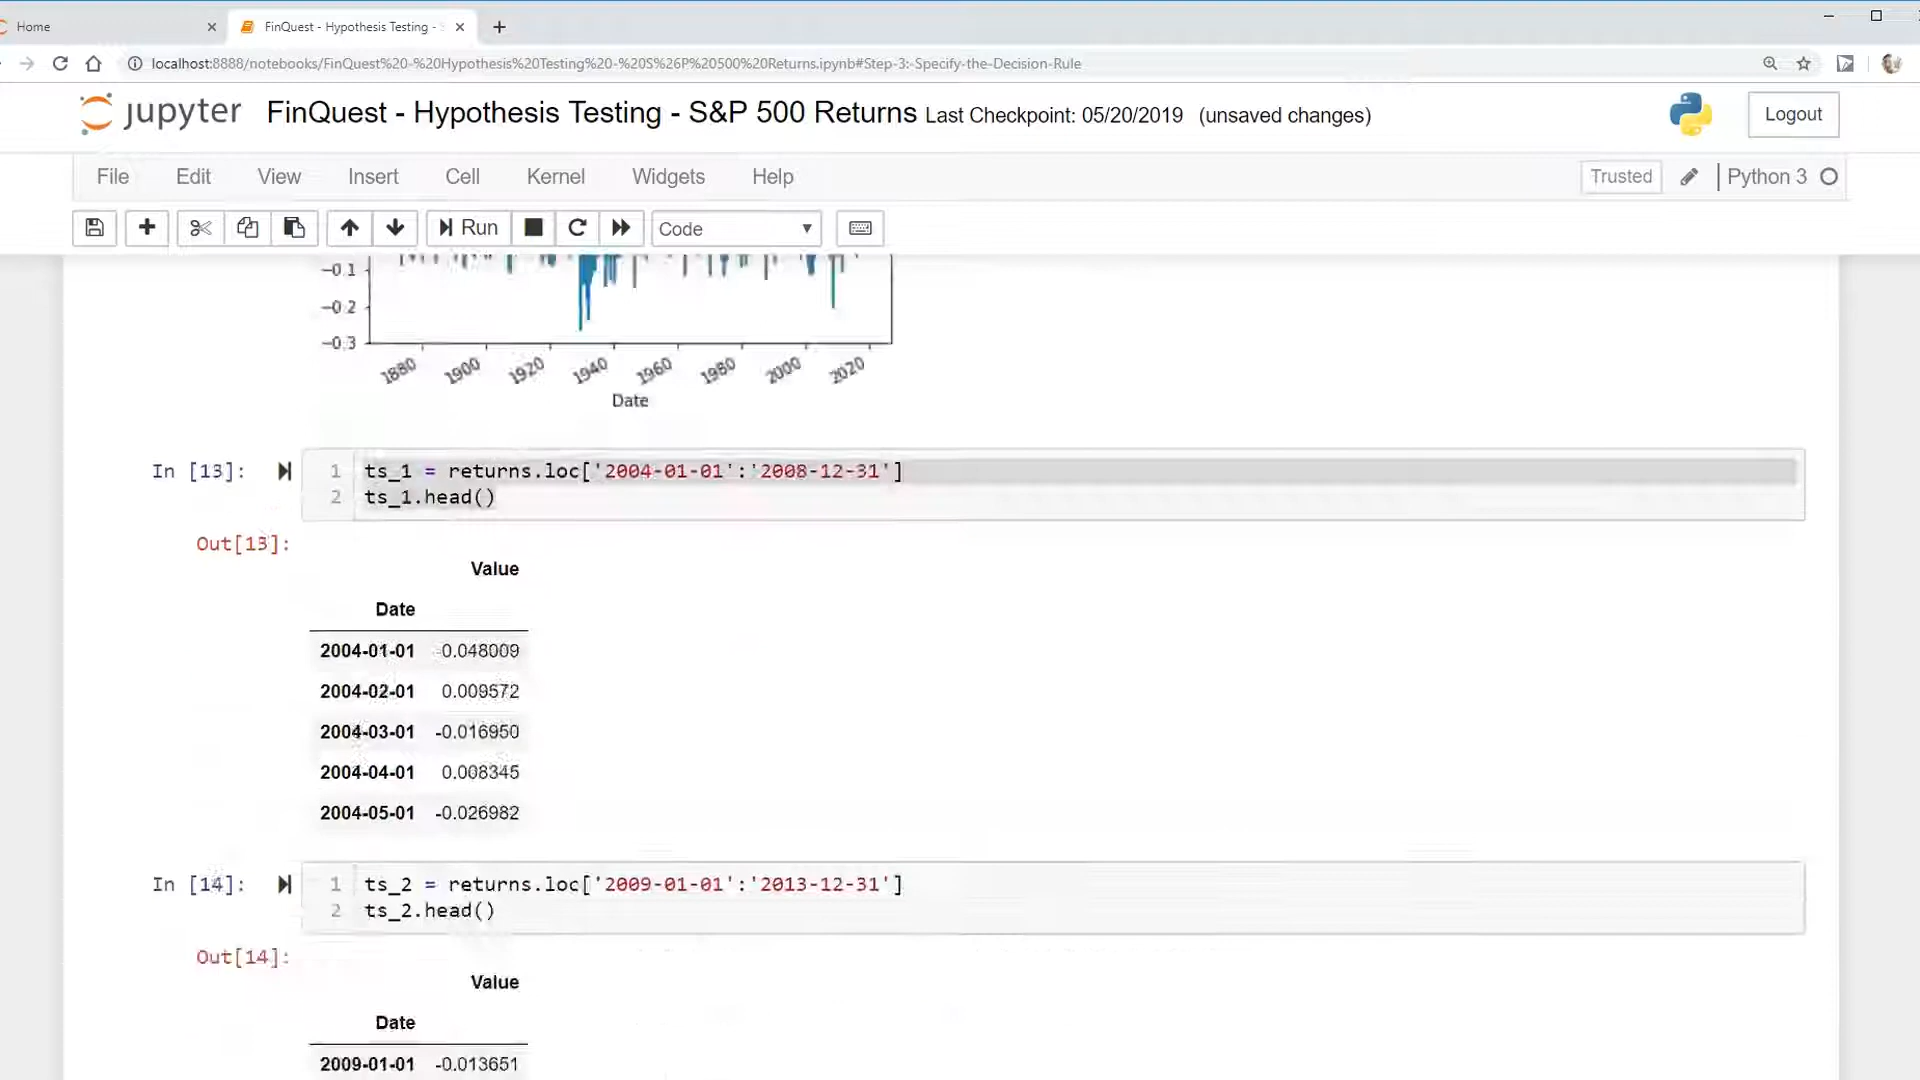 Home
FinQuest - Hypothesis Testing -
localhost:8888/notebooks/FinQuest%20-%20Hypothesis%20Testing%20-%20S%26P%20500%20Returns.ipynb#Step-3:-Specify-the-Decision-Rule
jupyter FinQuest - Hypothesis Testing - S&P 500 Returns Last Checkpoint: 05/20/2019 (unsaved changes) Logout
File Edit View Insert Cell Kernel Widgets Help Trusted Python 3
Run Code
−0.1
−0.2
−0.3
1880 1900 1920 1940 1960 1980 2000 2020
Date
In [13]: 1 ts_1 = returns.loc['2004-01-01':'2008-12-31']
2 ts_1.head()
Out[13]:
Value
Date
2004-01-01 0.048009
2004-02-01 0.009572
2004-03-01 -0.016950
2004-04-01 0.008345
2004-05-01 -0.026982
In [14]: 1 ts_2 = returns.loc['2009-01-01':'2013-12-31']
2 ts_2.head()
Out[14]:
Value
Date
2009-01-01 -0.013651